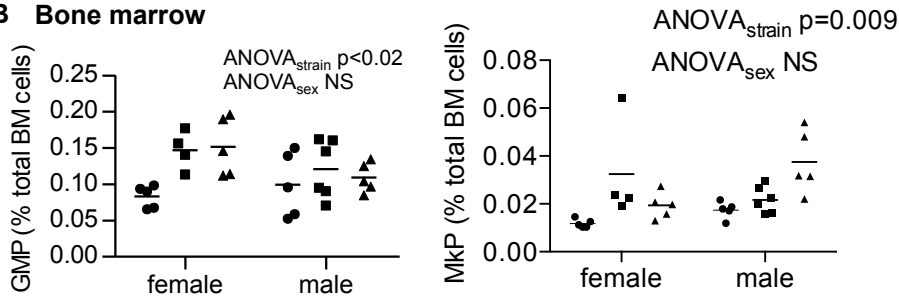 B Bone marrow
ANOVAstrain p<0.02
ANOVAsex NS
GMP (% total BM cells)
0.25
0.20
0.15
0.10
0.05
0.00
female male
ANOVAstrain p=0.009
ANOVAsex NS
MkP (% total BM cells)
0.08
0.06
0.04
0.02
0.00
female male